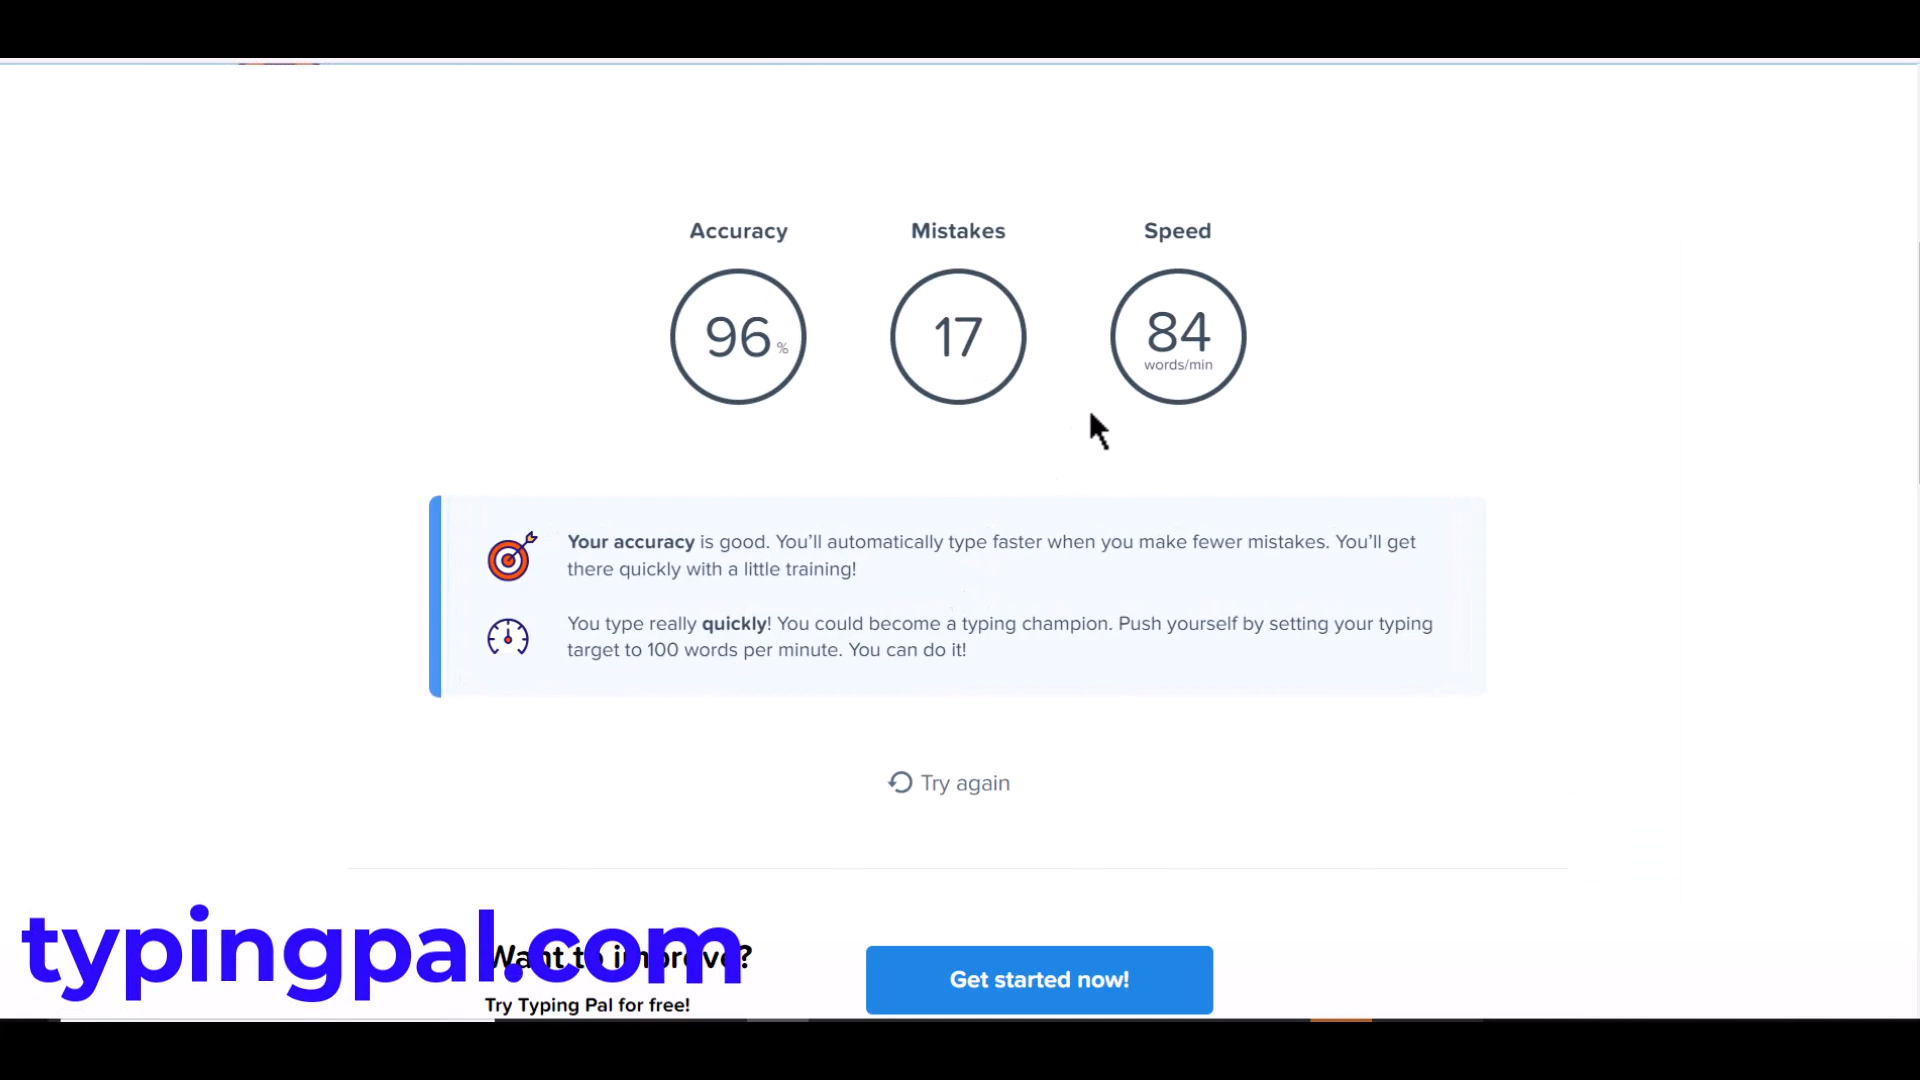 Accuracy
Mistakes
Speed
96 %
17
84
words/min
Your accuracy is good. You’ll automatically type faster when you make fewer mistakes. You’ll get
there quickly with a little training!
You type really quickly! You could become a typing champion. Push yourself by setting your typing
target to 100 words per minute. You can do it!
Try again
typingpal.com
Want to improve?
Try Typing Pal for free!
Get started now!